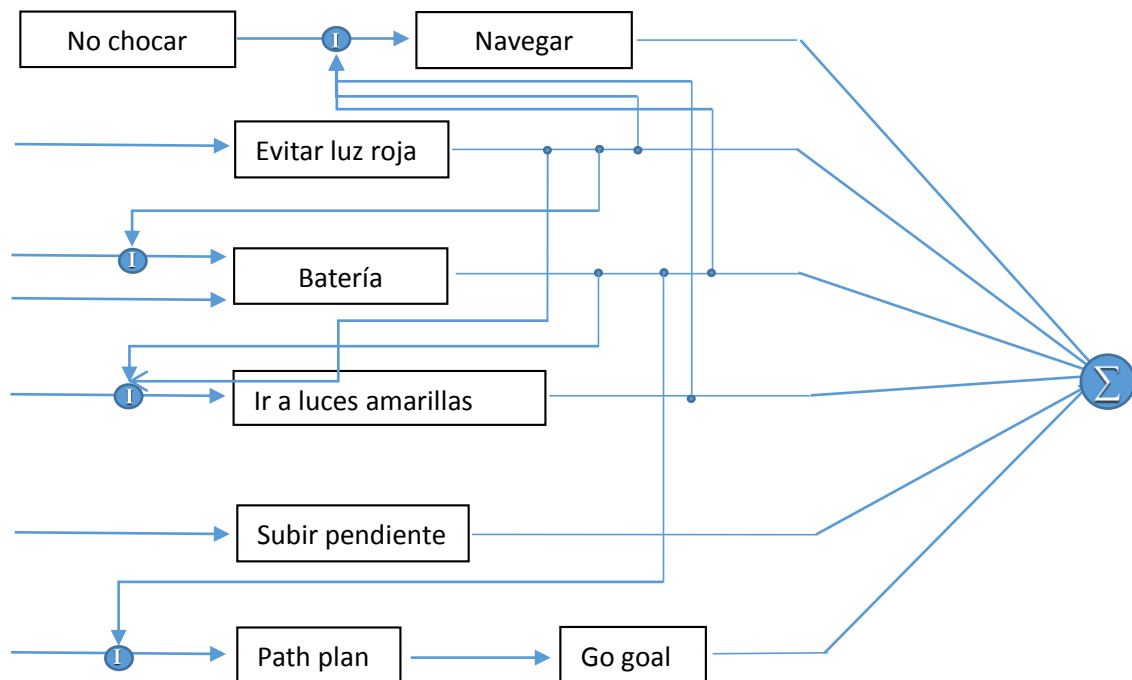 No chocar
I
Navegar
Evitar luz roja
I
Batería
I
Ir a luces amarillas
Σ
Subir pendiente
I
Path plan
Go goal